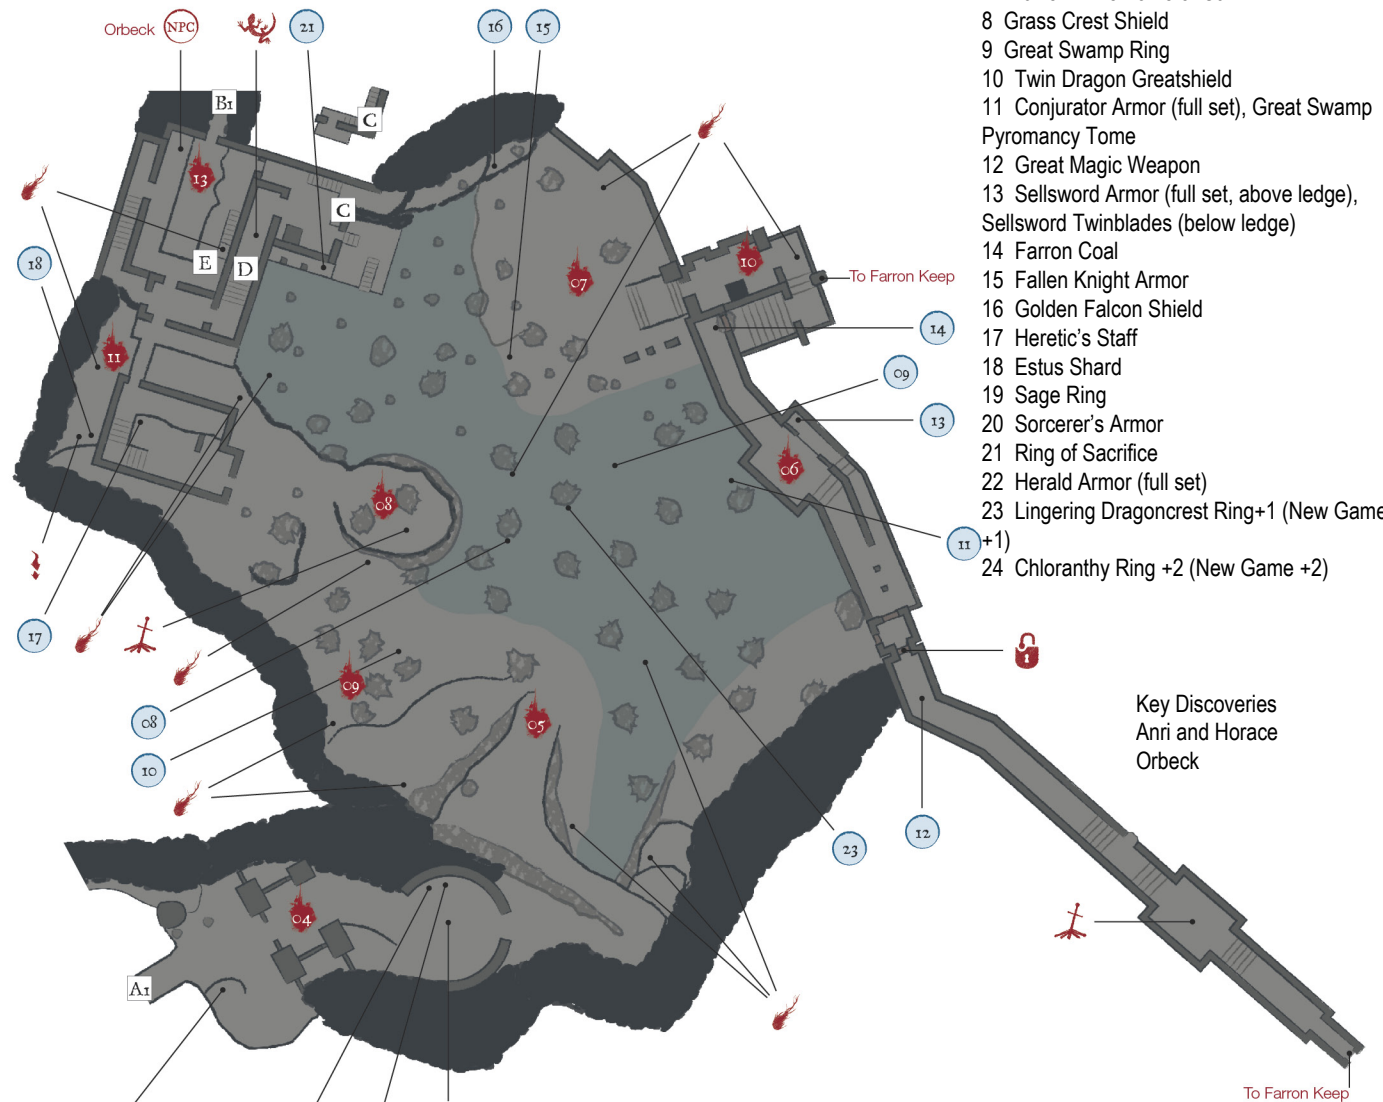 8 Grass Crest Shield
9 Great Swamp Ring
10 Twin Dragon Greatshield
11 Conjurator Armor (full set), Great Swamp
Pyromancy Tome
12 Great Magic Weapon
13 Sellsword Armor (full set, above ledge),
Sellsword Twinblades (below ledge)
14 Farron Coal
15 Fallen Knight Armor
16 Golden Falcon Shield
17 Heretic's Staff
18 Estus Shard
19 Sage Ring
20 Sorcerer's Armor
21 Ring of Sacrifice
22 Herald Armor (full set)
23 Lingering Dragoncrest Ring+1 (New Game
+1)
24 Chloranthy Ring +2 (New Game +2)
Key Discoveries
Anri and Horace
Orbeck
Orbeck NPC
21
16
15
B1
C
13
C
18
E
D
07
10
To Farron Keep
11
14
09
13
06
08
11
17
09
08
05
10
12
23
04
A1
To Farron Keep